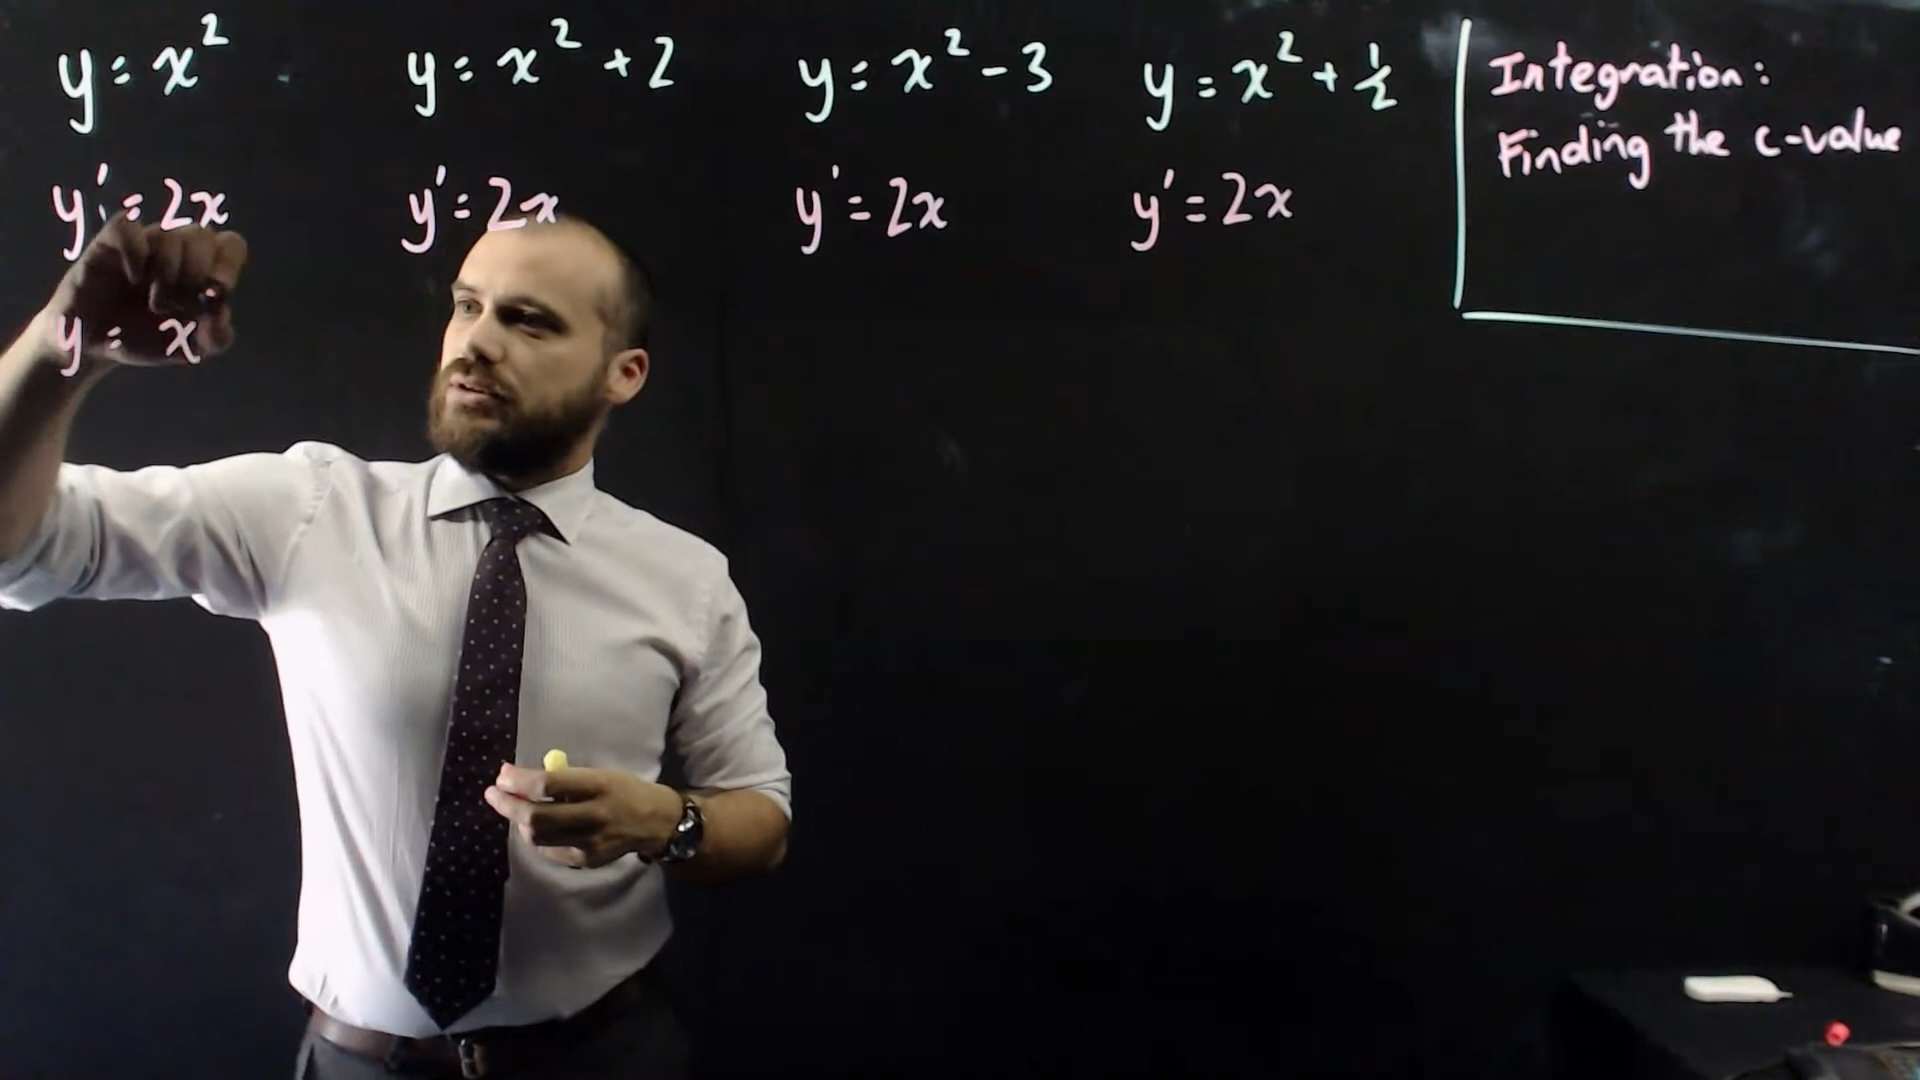 y = x² y = x² + 2 y = x² - 3 y = x² + ½
y' = 2x y' = 2x y' = 2x y' = 2x
y = x
Integration:
Finding the c-value